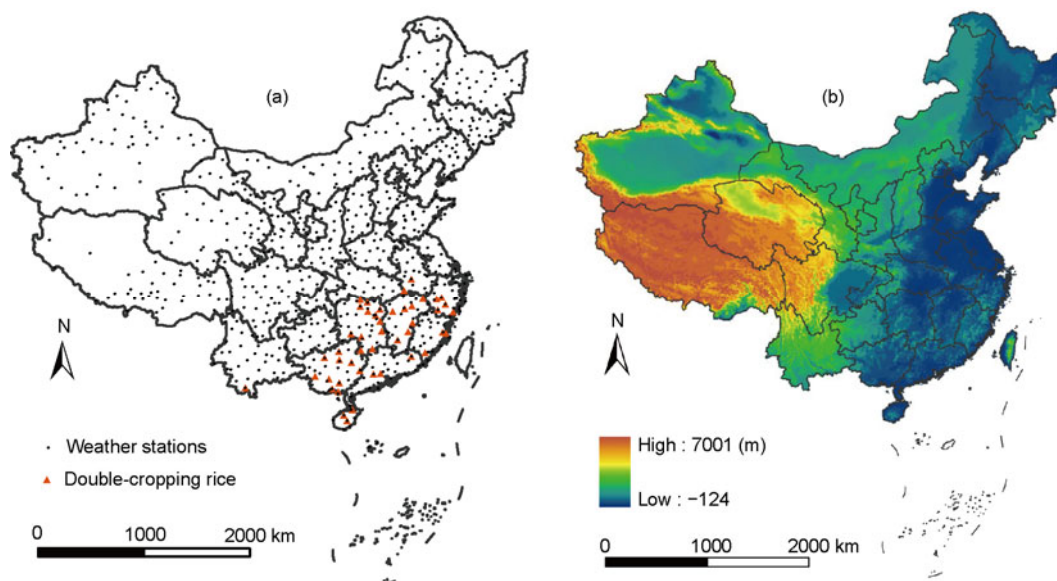 (a)
N
Weather stations
Double-cropping rice
0 1000 2000 km
(b)
N
High : 7001 (m)
Low : −124
0 1000 2000 km